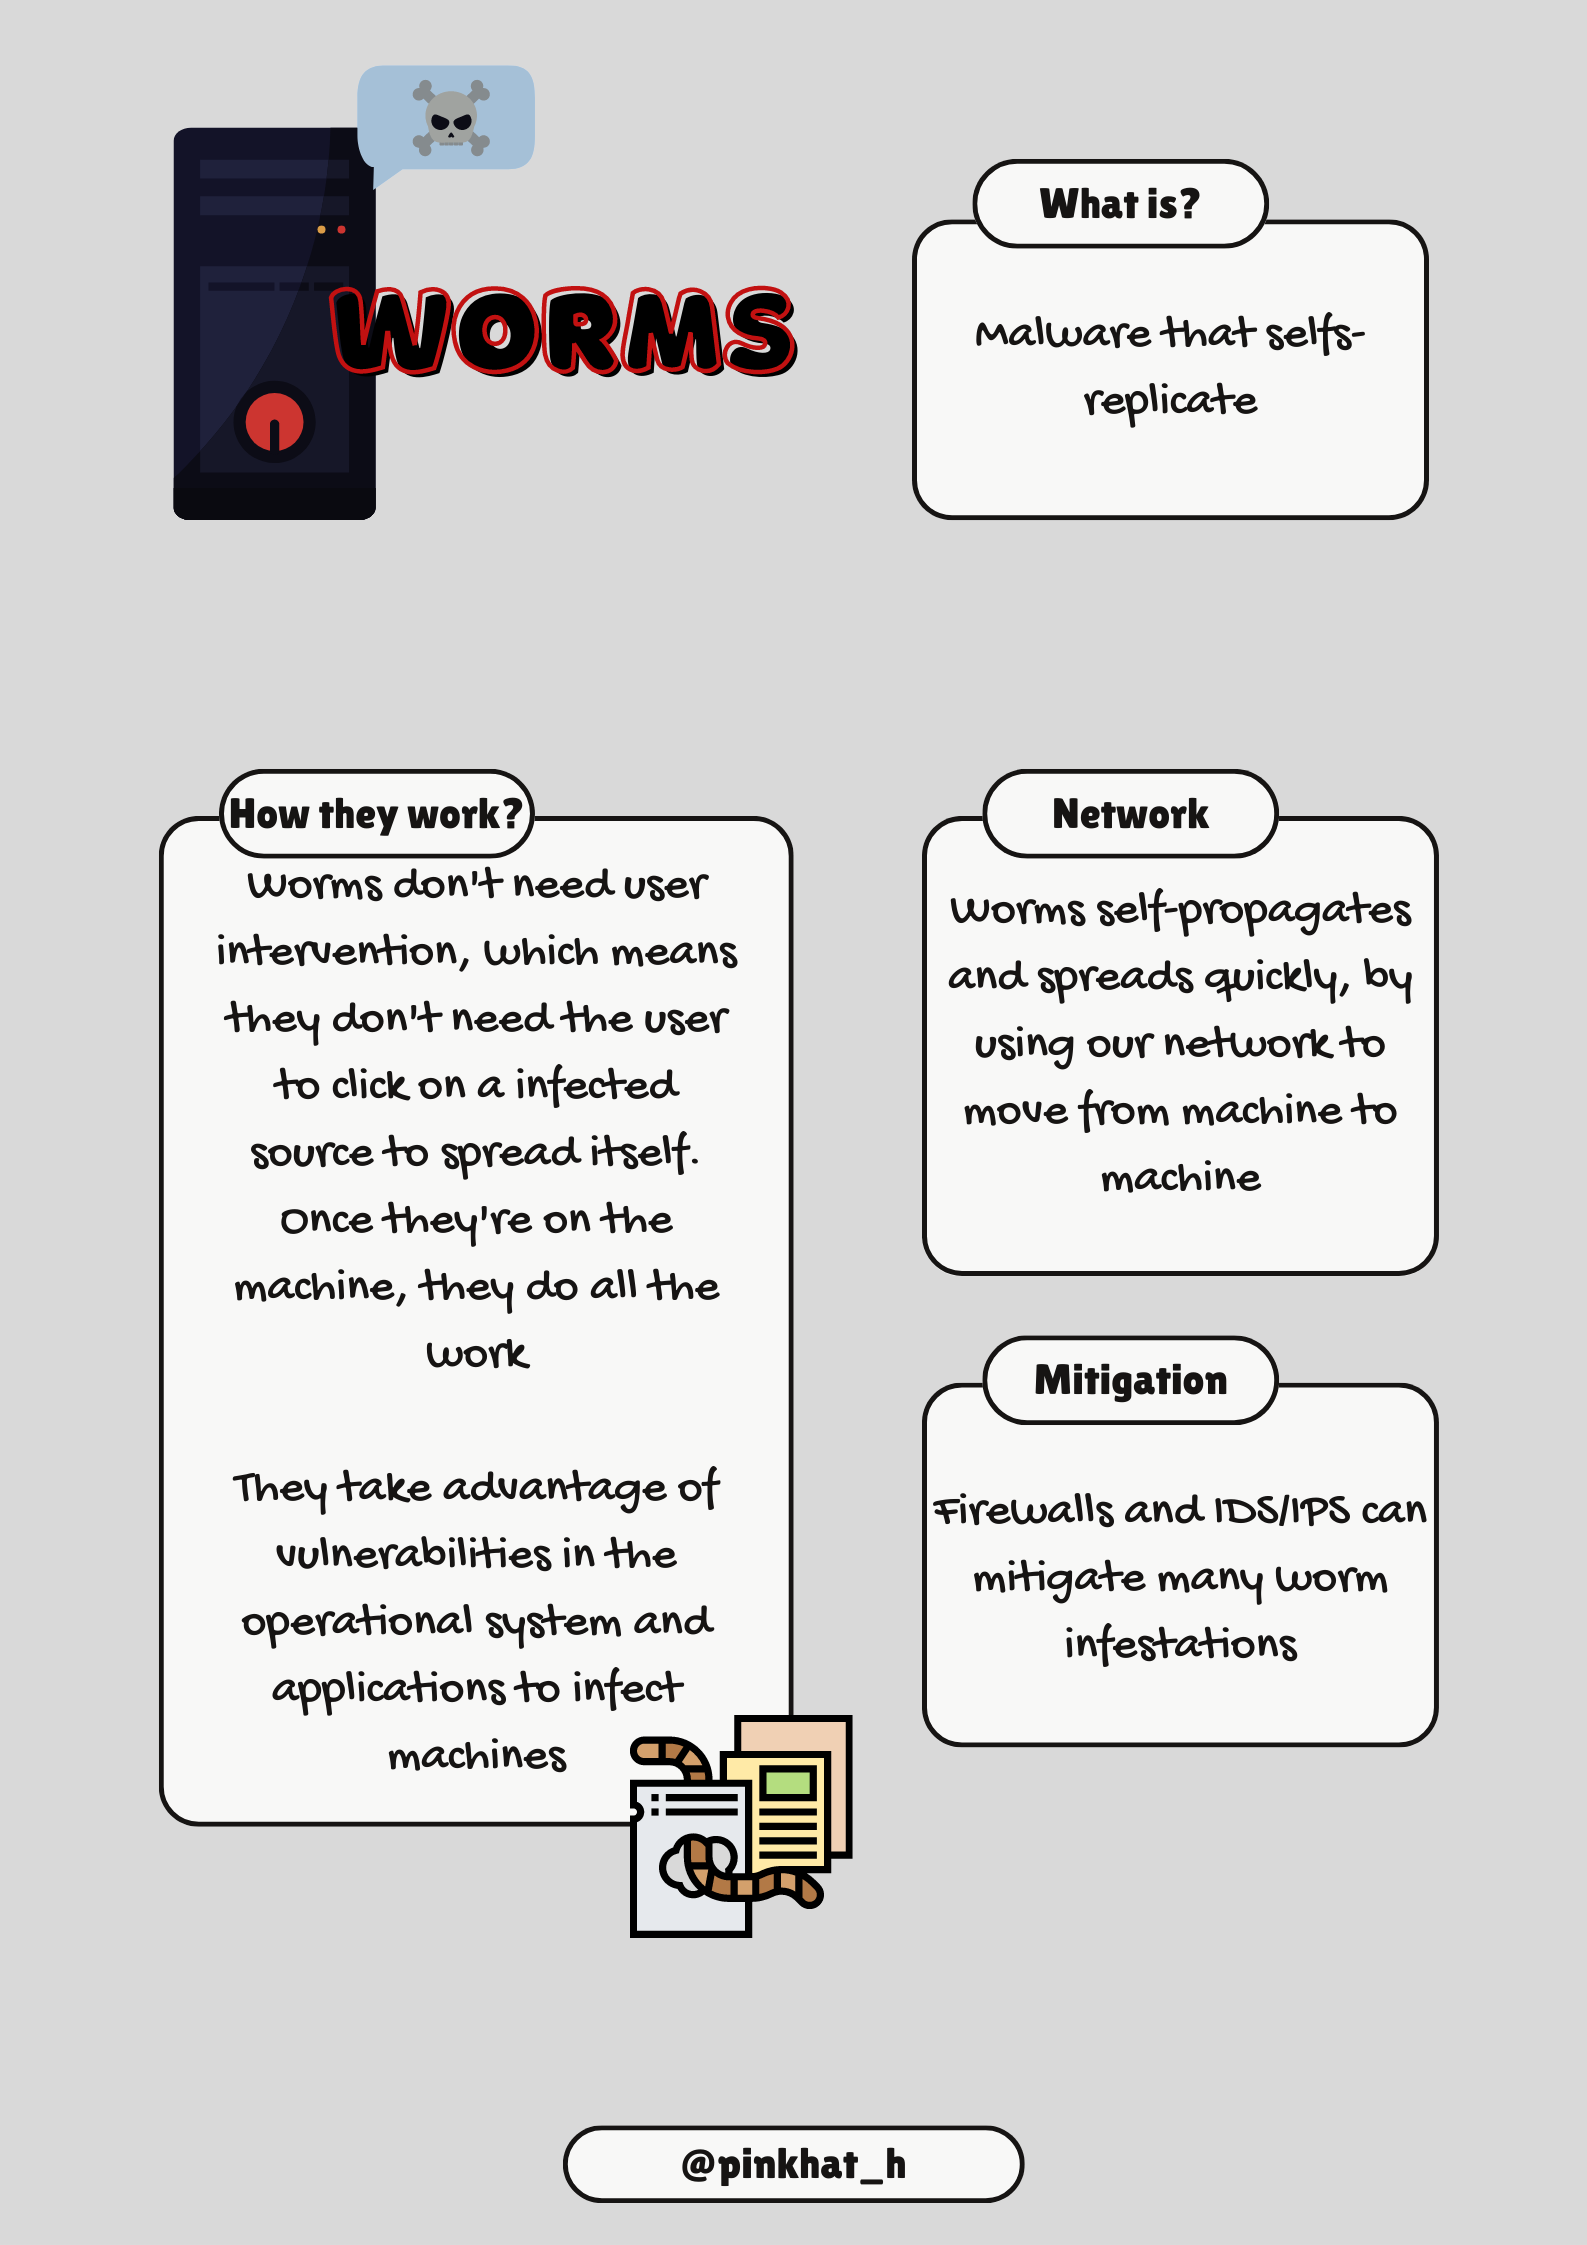 WORMS
What is?
Malware that selfs-
replicate
How they work?
Worms don't need user
intervention, which means
they don't need the user
to click on a infected
source to spread itself.
Once they're on the
machine, they do all the
work
They take advantage of
vulnerabilities in the
operational system and
applications to infect
machines
Network
Worms self-propagates
and spreads quickly, by
using our network to
move from machine to
machine
Mitigation
Firewalls and IDS/IPS can
mitigate many worm
infestations
@pinkhat_h